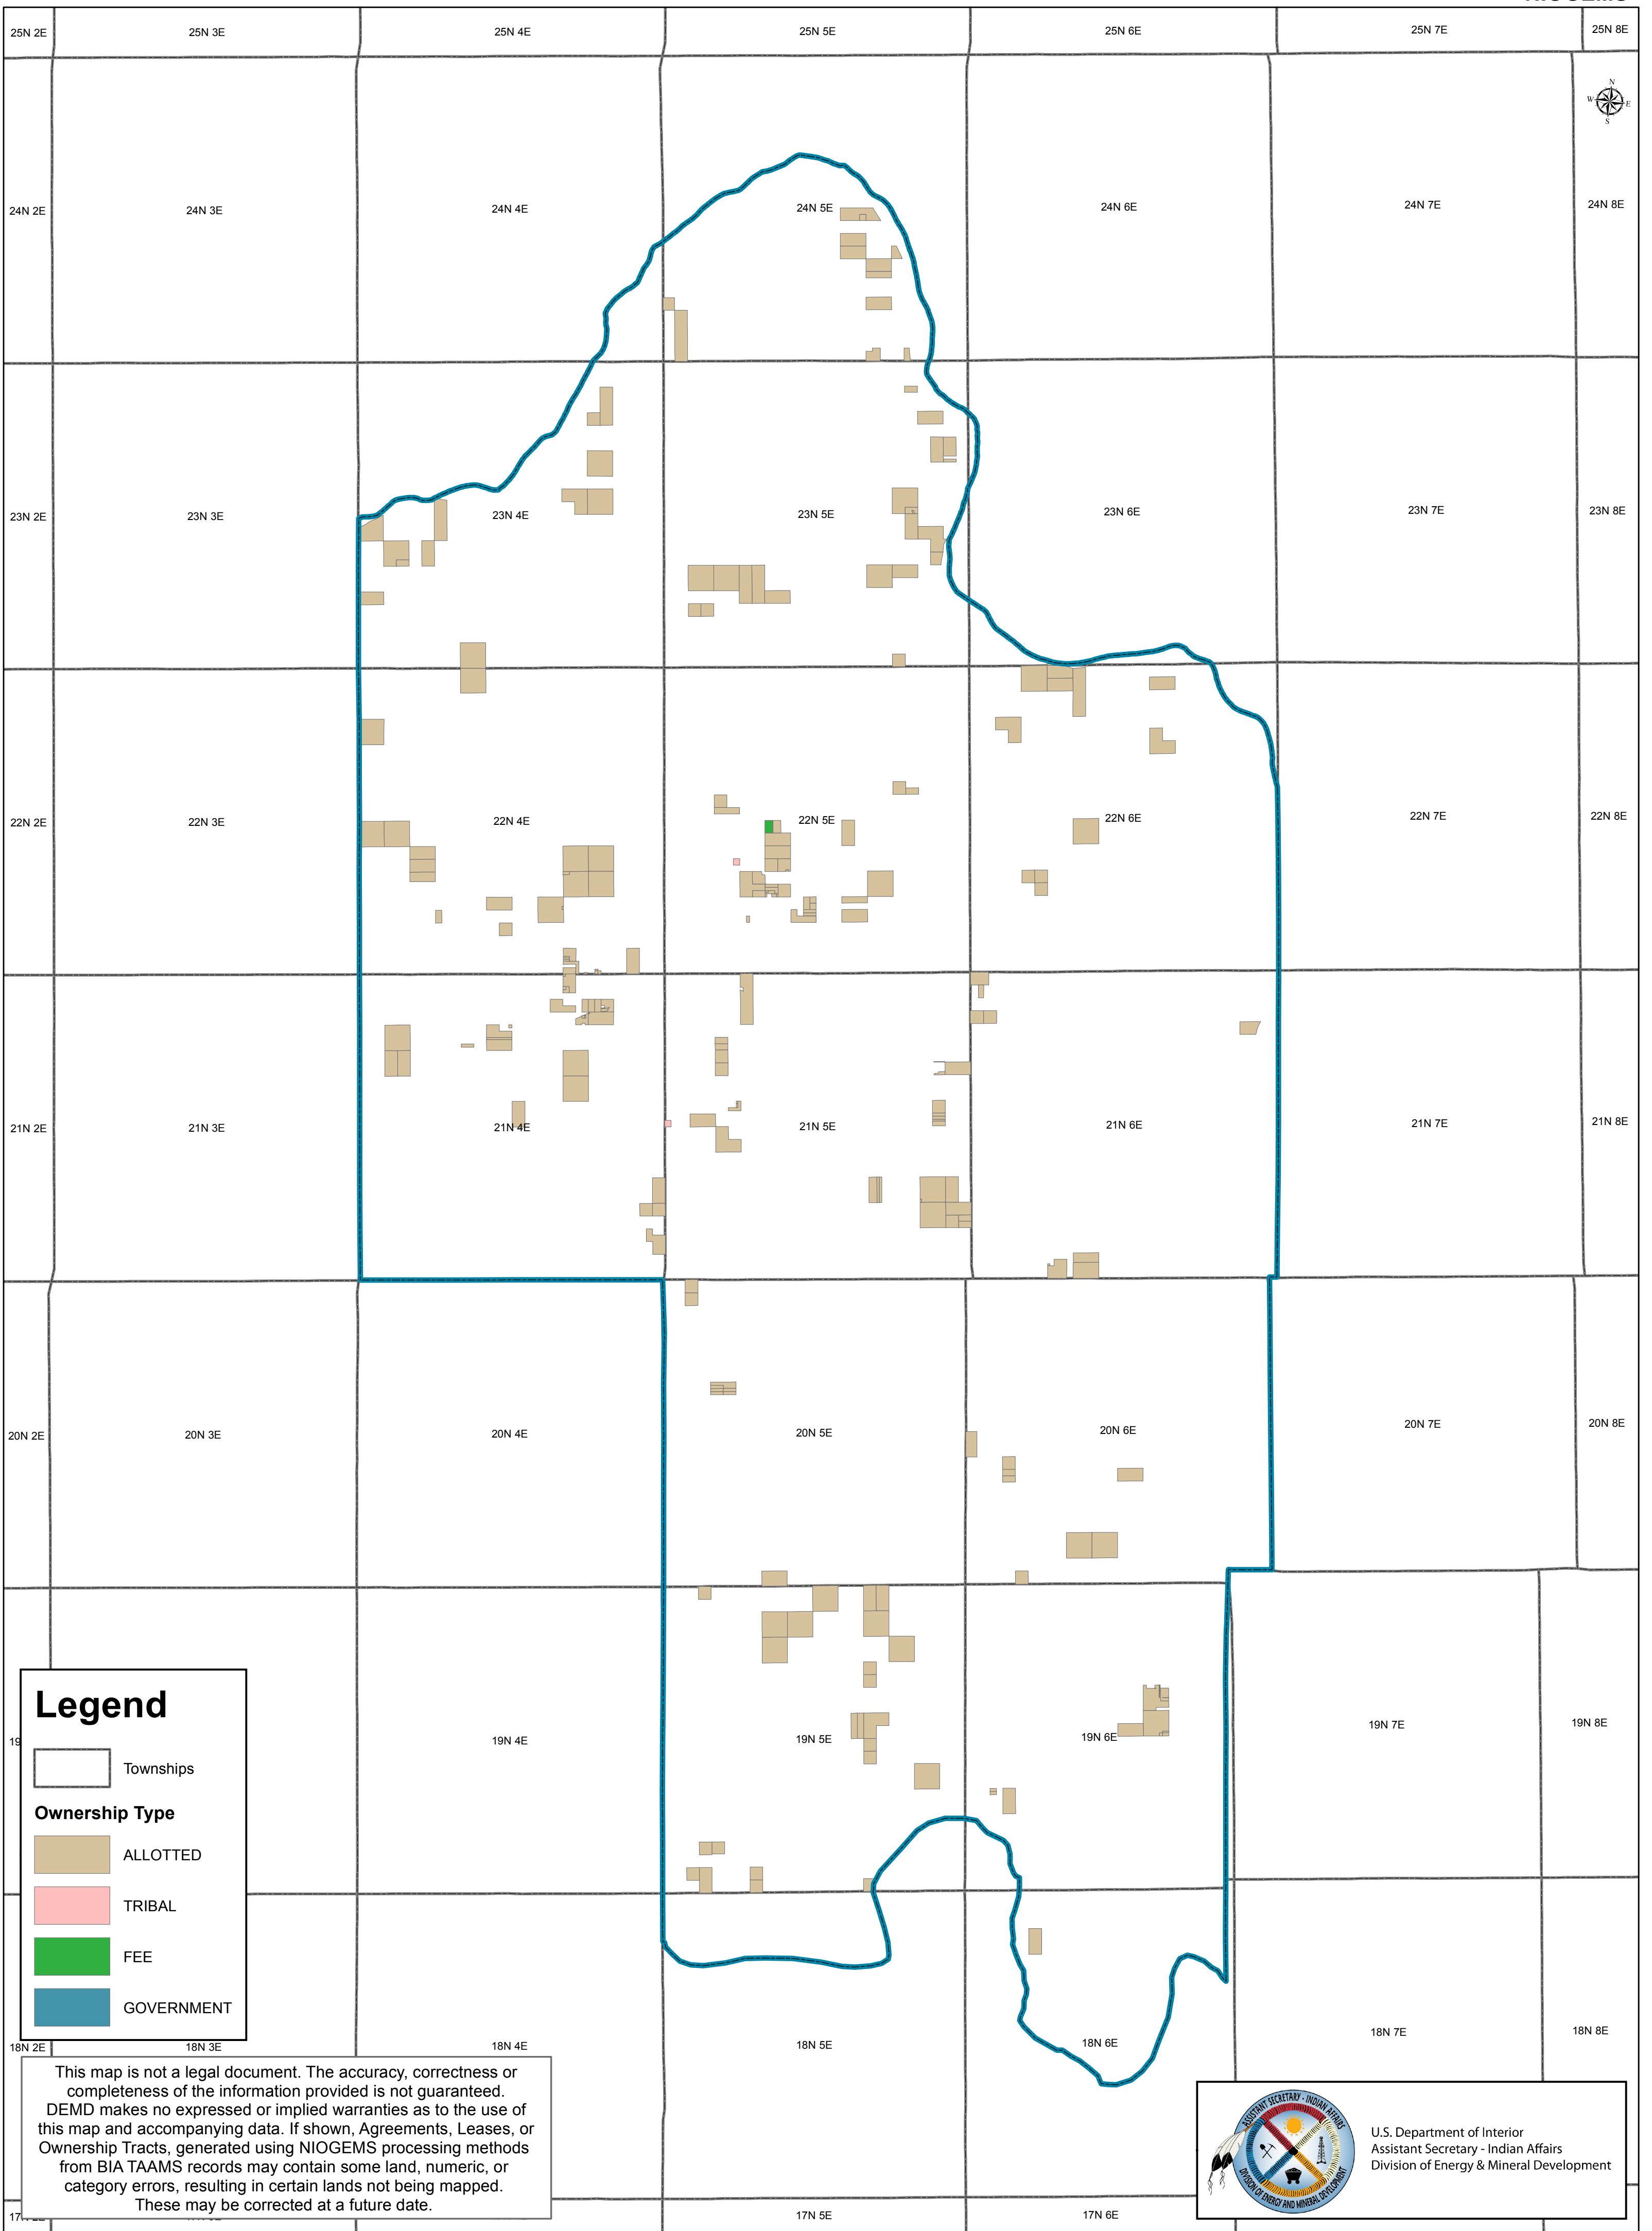 25N 2E
25N 3E
25N 4E
25N 5E
25N 6E
25N 7E
25N 8E
N
W
E
S
24N 2E
24N 3E
24N 4E
24N 5E
24N 6E
24N 7E
24N 8E
23N 2E
23N 3E
23N 4E
23N 5E
23N 6E
23N 7E
23N 8E
22N 2E
22N 3E
22N 4E
22N 5E
22N 6E
22N 7E
22N 8E
21N 2E
21N 3E
21N 4E
21N 5E
21N 6E
21N 7E
21N 8E
20N 2E
20N 3E
20N 4E
20N 5E
20N 6E
20N 7E
20N 8E
19N 4E
19N 5E
19N 6E
19N 7E
19N 8E
Legend
Townships
Ownership Type
ALLOTTED
TRIBAL
FEE
GOVERNMENT
18N 2E
18N 3E
18N 4E
18N 5E
18N 6E
18N 7E
18N 8E
This map is not a legal document. The accuracy, correctness or
completeness of the information provided is not guaranteed.
DEMD makes no expressed or implied warranties as to the use of
this map and accompanying data. If shown, Agreements, Leases, or
Ownership Tracts, generated using NIOGEMS processing methods
from BIA TAAMS records may contain some land, numeric, or
category errors, resulting in certain lands not being mapped.
These may be corrected at a future date.
ASSISTANT SECRETARY - INDIAN AFFAIRS
DIVISION OF ENERGY AND MINERAL DEVELOPMENT
U.S. Department of Interior
Assistant Secretary - Indian Affairs
Division of Energy & Mineral Development
17N 5E
17N 6E